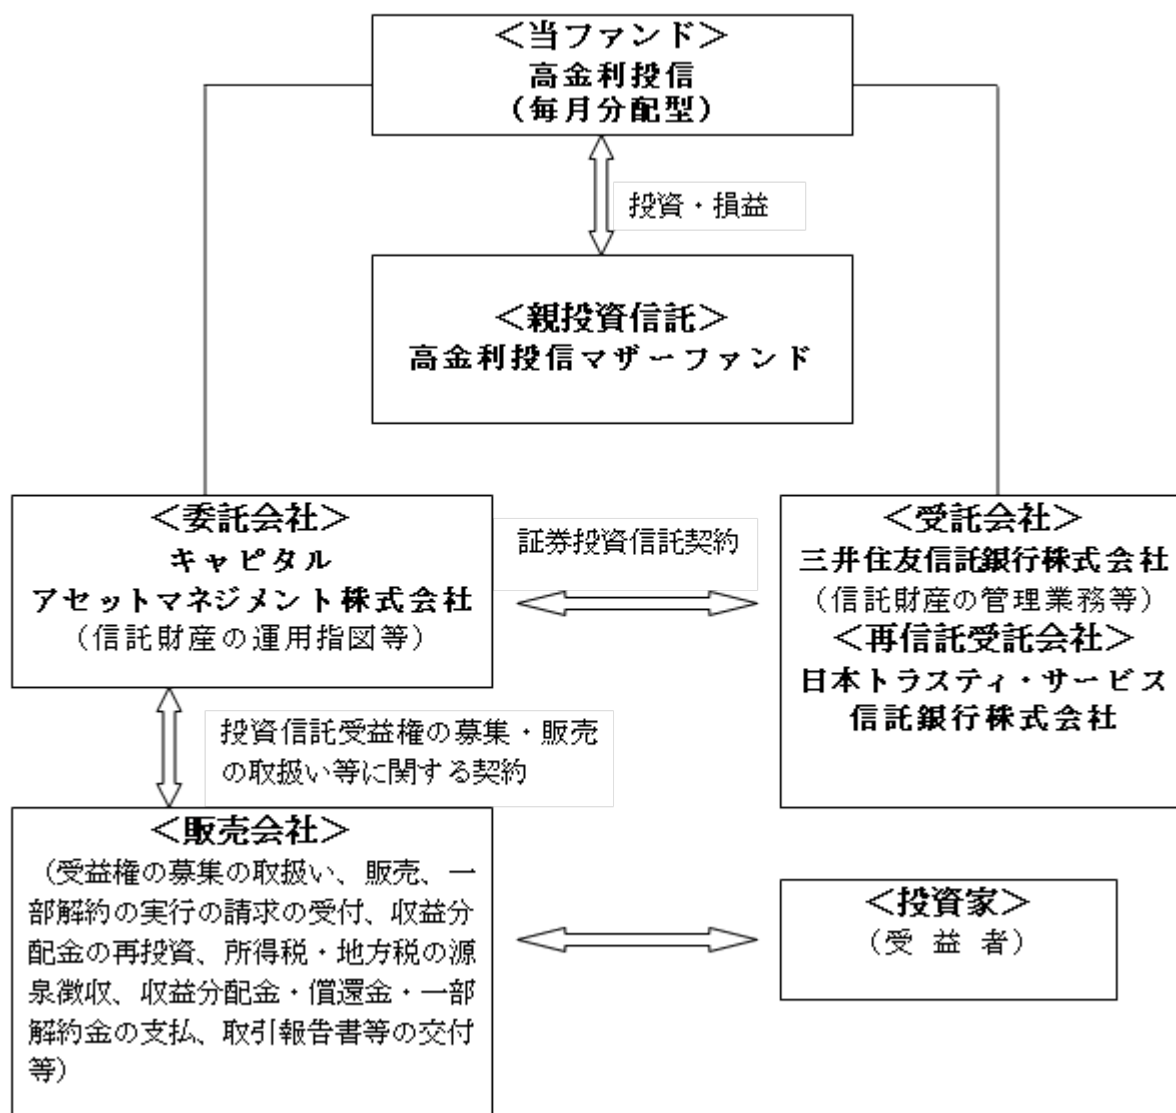 ＜当ファンド＞
高金利投信
（毎月分配型）
投資・損益
＜親投資信託＞
高金利投信マザーファンド
＜委託会社＞
キャピタル
アセットマネジメント株式会社
（信託財産の運用指図等）
証券投資信託契約
＜受託会社＞
三井住友信託銀行株式会社
（信託財産の管理業務等）
＜再信託受託会社＞
日本トラスティ・サービス
信託銀行株式会社
投資信託受益権の募集・販売
の取扱い等に関する契約
＜販売会社＞
（受益権の募集の取扱い、販売、一
部解約の実行の請求の受付、収益分
配金の再投資、所得税・地方税の源
泉徴収、収益分配金・償還金・一部
解約金の支払、取引報告書等の交付
等）
＜投資家＞
（受 益 者）